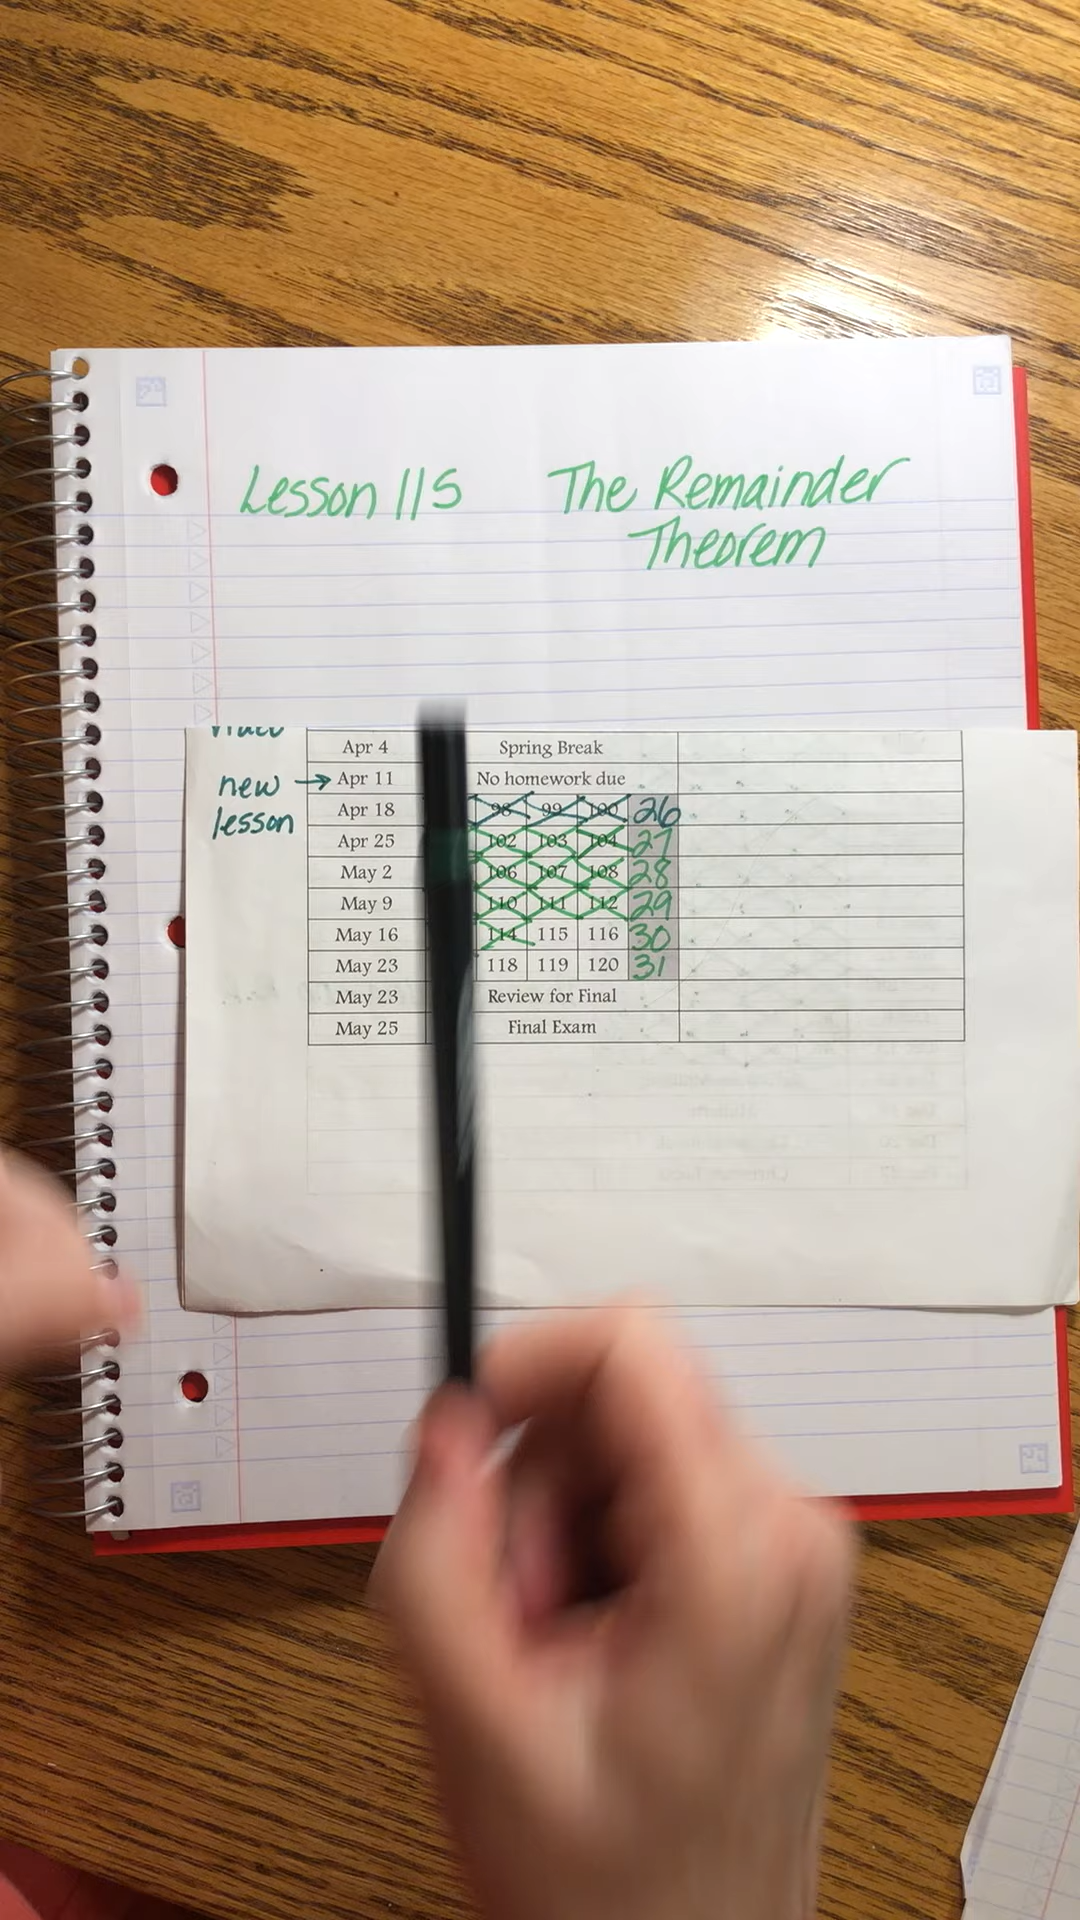 Lesson 115 The Remainder
Theorem
Apr 4 Spring Break
new → Apr 11 No homework due
lesson Apr 18 98 99 100 26
Apr 25 102 103 104 27
May 2 106 107 108 28
May 9 110 111 112 29
May 16 114 115 116 30
May 23 118 119 120 31
May 23 Review for Final
May 25 Final Exam